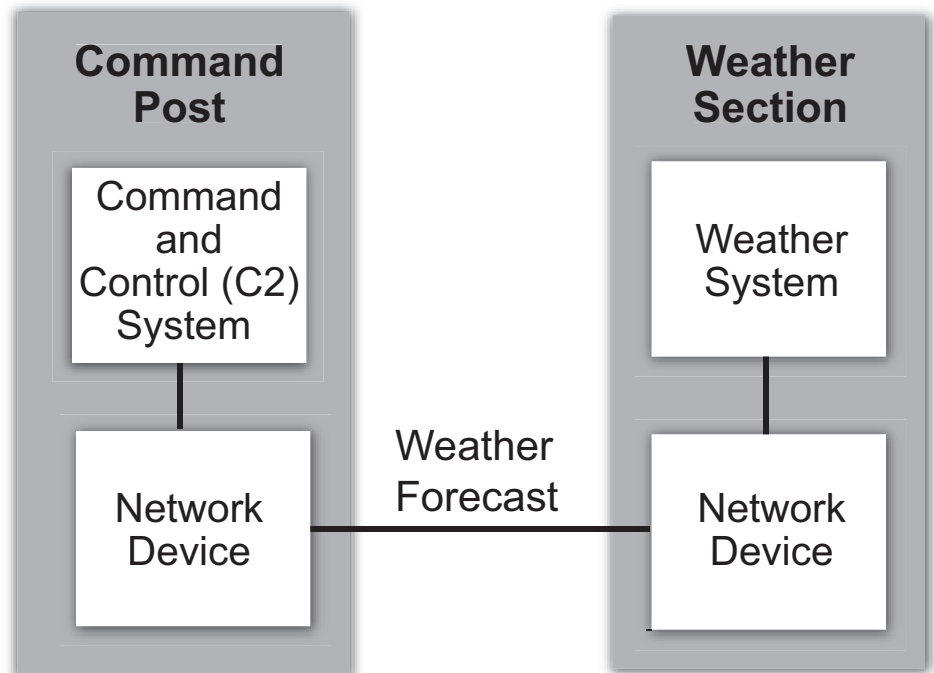 Command
Post
Command
and
Control (C2)
System
Network
Device
Weather
Forecast
Weather
Section
Weather
System
Network
Device